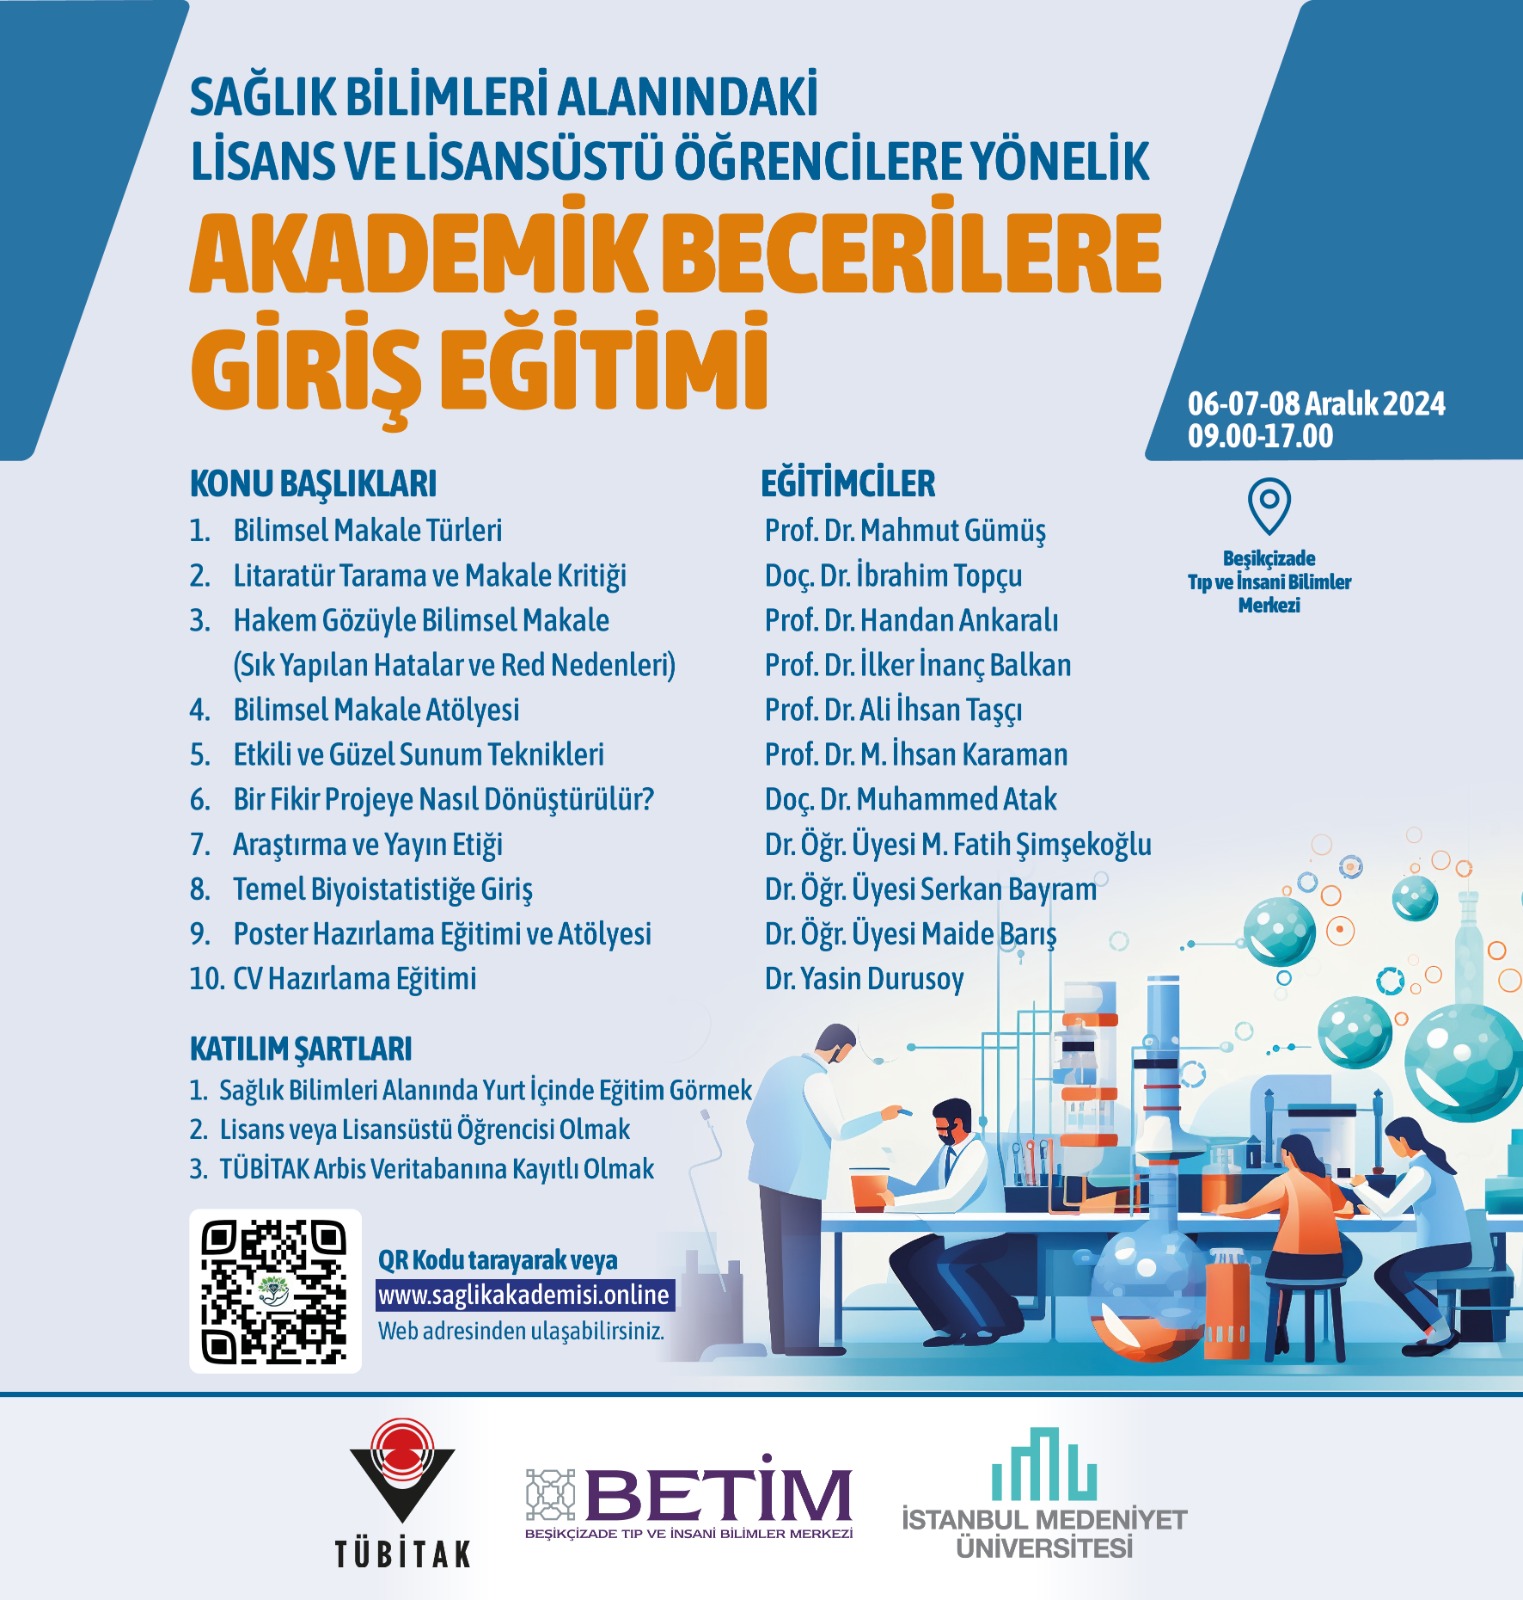 SAĞLIK BİLİMLERİ ALANINDAKİ
LİSANS VE LİSANSÜSTÜ ÖĞRENCİLERE YÖNELİK
AKADEMİK BECERİLERE
GİRİŞ EĞİTİMİ
06-07-08 Aralık 2024
09.00-17.00
Beşikçizade
Tıp ve İnsani Bilimler
Merkezi
KONU BAŞLIKLARI
1. Bilimsel Makale Türleri
2. Litaratür Tarama ve Makale Kritiği
3. Hakem Gözüyle Bilimsel Makale
(Sık Yapılan Hatalar ve Red Nedenleri)
4. Bilimsel Makale Atölyesi
5. Etkili ve Güzel Sunum Teknikleri
6. Bir Fikir Projeye Nasıl Dönüştürülür?
7. Araştırma ve Yayın Etiği
8. Temel Biyoistatistiğe Giriş
9. Poster Hazırlama Eğitimi ve Atölyesi
10. CV Hazırlama Eğitimi
EĞİTİMCİLER
Prof. Dr. Mahmut Gümüş
Doç. Dr. İbrahim Topçu
Prof. Dr. Handan Ankaralı
Prof. Dr. İlker İnanç Balkan
Prof. Dr. Ali İhsan Taşçı
Prof. Dr. M. İhsan Karaman
Doç. Dr. Muhammed Atak
Dr. Öğr. Üyesi M. Fatih Şimşekoğlu
Dr. Öğr. Üyesi Serkan Bayram
Dr. Öğr. Üyesi Maide Barış
Dr. Yasin Durusoy
KATILIM ŞARTLARI
1. Sağlık Bilimleri Alanında Yurt İçinde Eğitim Görmek
2. Lisans veya Lisansüstü Öğrencisi Olmak
3. TÜBİTAK Arbis Veritabanına Kayıtlı Olmak
QR Kodu tarayarak veya
www.saglikakademisi.online
Web adresinden ulaşabilirsiniz.
TÜBİTAK
BETİM
BEŞİKÇİZADE TIP VE İNSANİ BİLİMLER MERKEZİ
İSTANBUL MEDENİYET
ÜNİVERSİTESİ